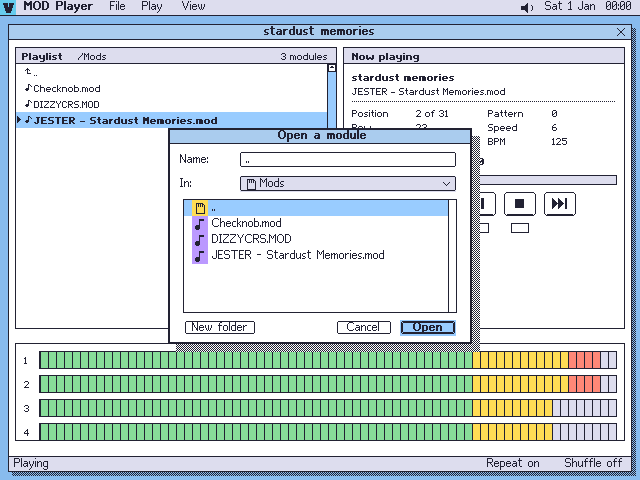 MOD Player File Play View Sat 1 Jan 00:00
stardust memories
Playlist /Mods 3 modules
..
Checknob.mod
DIZZYCRS.MOD
JESTER - Stardust Memories.mod
Now playing
stardust memories
JESTER - Stardust Memories.mod
Position 2 of 31 Pattern 0
Speed 6
BPM 125
Open a module
Name: ..
In: Mods
..
Checknob.mod
DIZZYCRS.MOD
JESTER - Stardust Memories.mod
New folder Cancel Open
1
2
3
4
Playing Repeat on Shuffle off